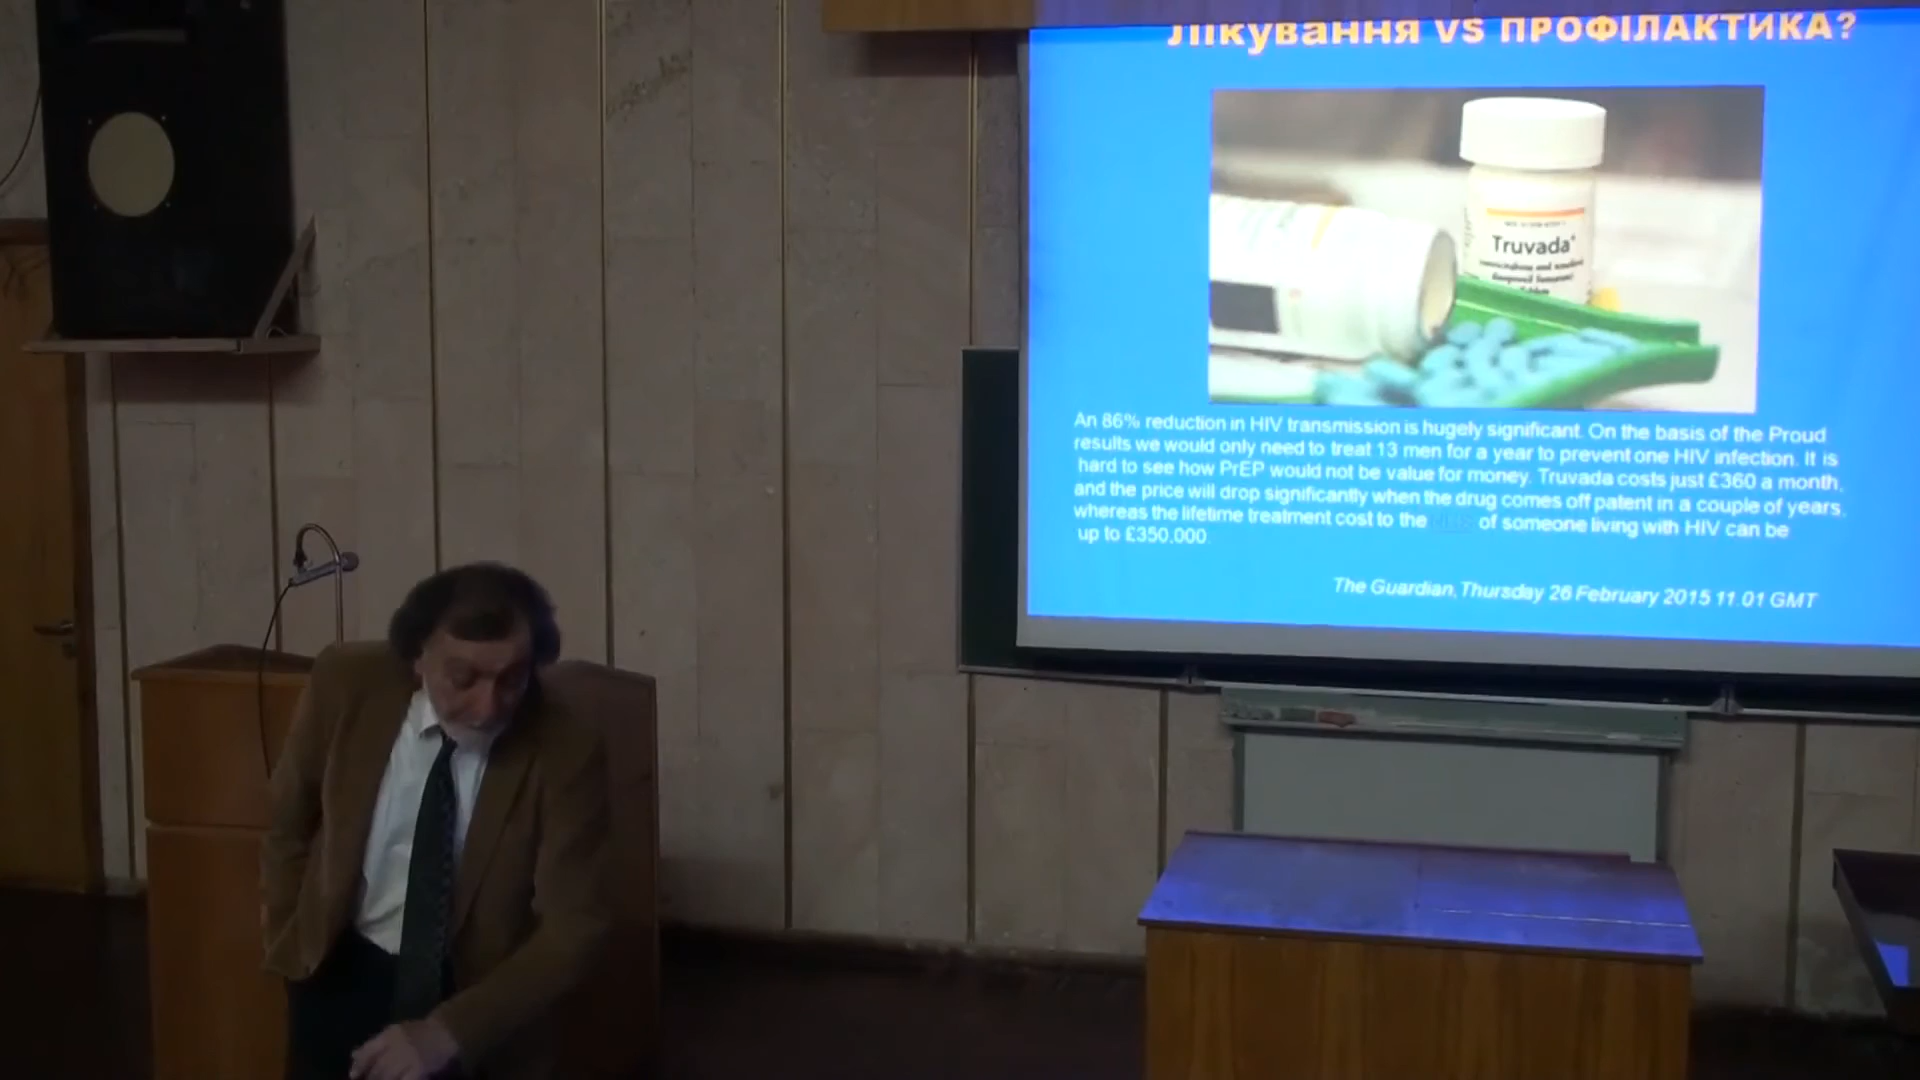 Лікування vs ПРОФІЛАКТИКА?
Truvada
An 86% reduction in HIV transmission is hugely significant. On the basis of the Proud
results we would only need to treat 13 men for a year to prevent one HIV infection. It is
hard to see how PrEP would not be value for money. Truvada costs just £360 a month,
and the price will drop significantly when the drug comes off patent in a couple of years,
whereas the lifetime treatment cost to the of someone living with HIV can be
up to £350.000
The Guardian, Thursday 26 February 2015 11.01 GMT